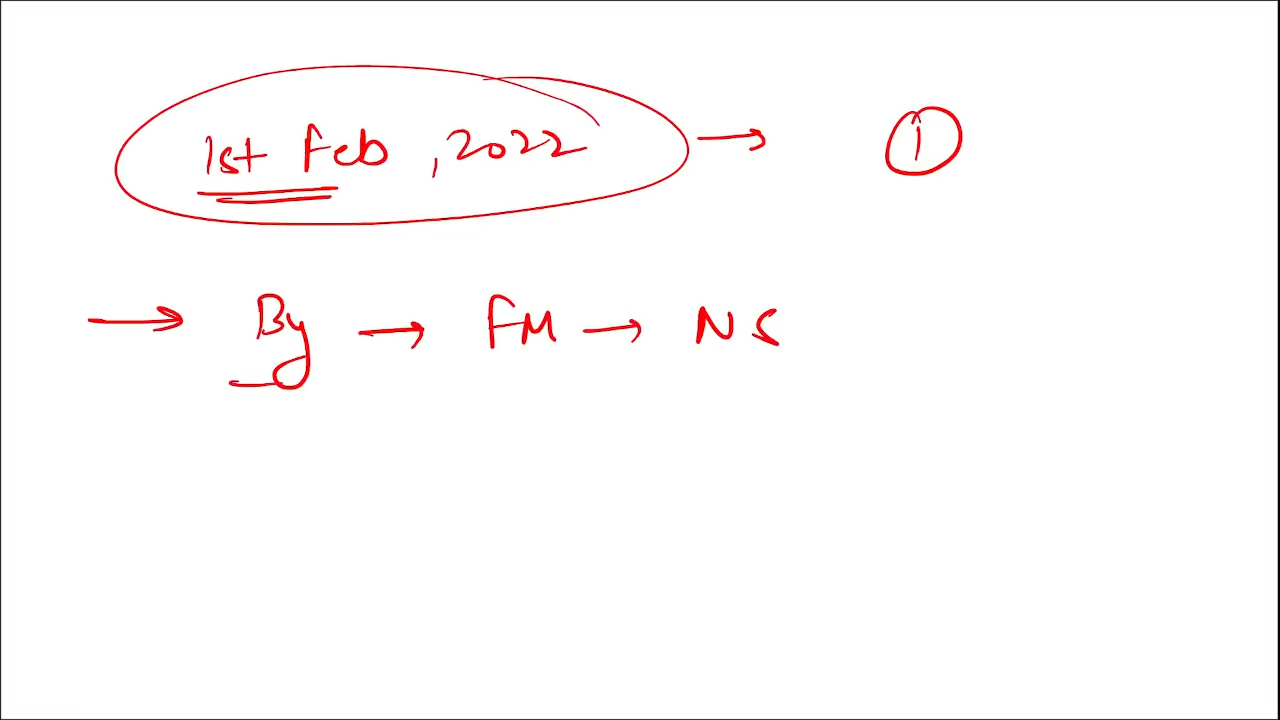 1st Feb, 2022 → 1
→ By → FM → NS